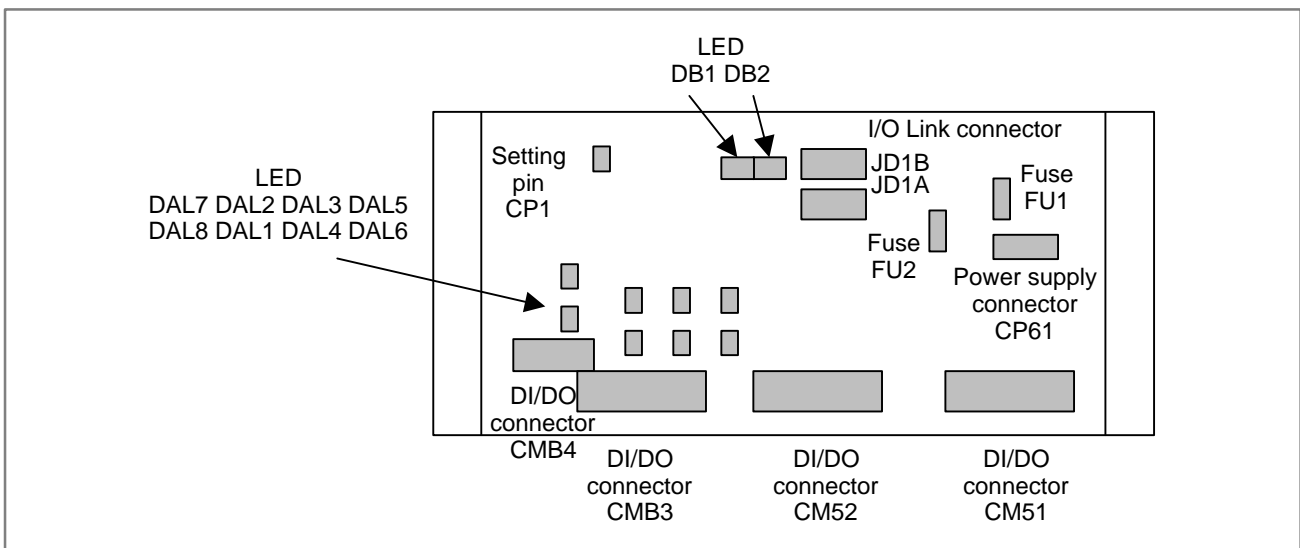 LED
DB1 DB2
I/O Link connector
JD1B
JD1A
Setting
pin
CP1
Fuse
FU1
LED
DAL7 DAL2 DAL3 DAL5
DAL8 DAL1 DAL4 DAL6
Fuse
FU2
Power supply
connector
CP61
DI/DO
connector
CMB4
DI/DO
connector
CMB3
DI/DO
connector
CM52
DI/DO
connector
CM51